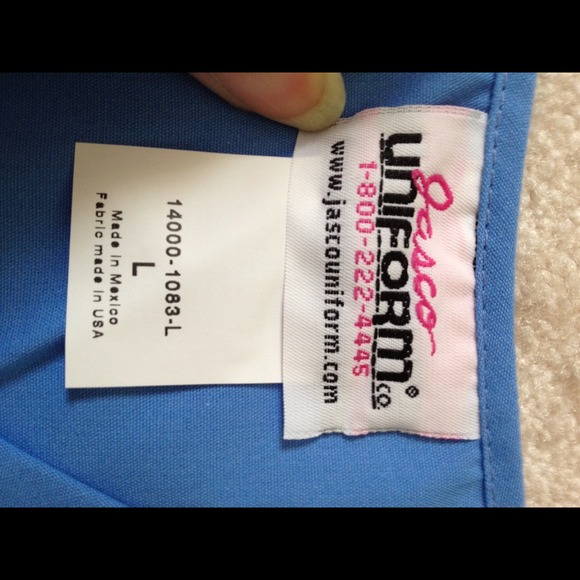 Jasco
UNIFORM CO.®
1-800-222-4445
www.jascouniform.com
14000-1083-L
L
Made in Mexico
Fabric made in USA